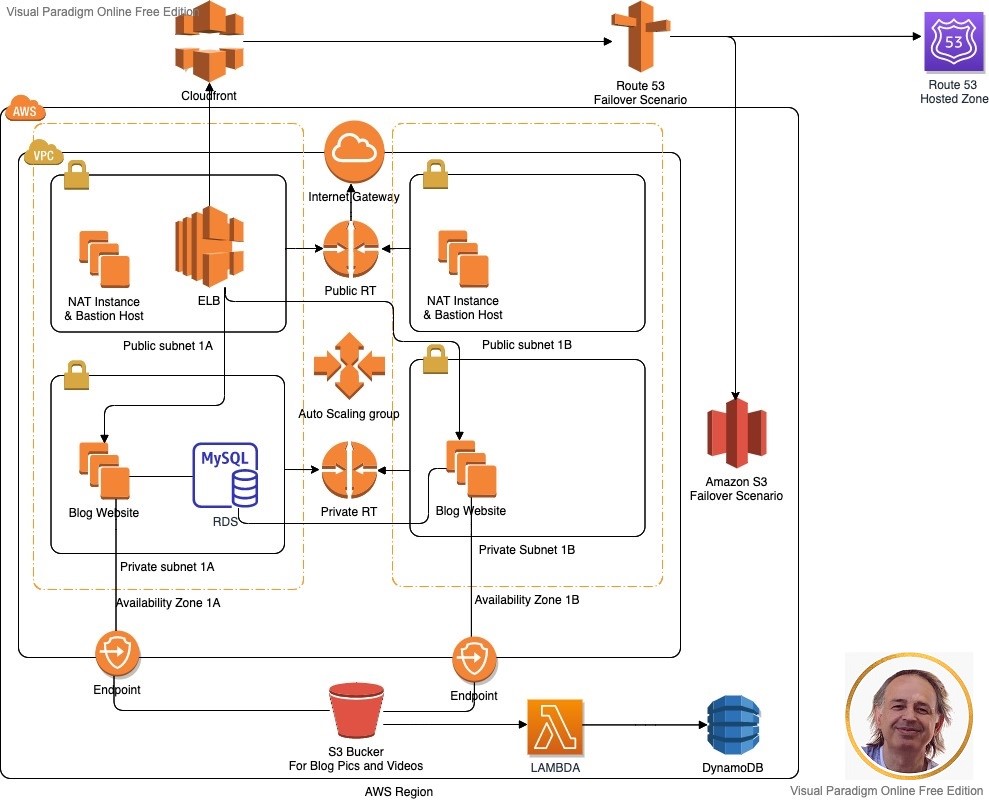 Visual Paradigm Online Free Edition
Cloudfront
Route 53
Failover Scenario
53
Route 53
Hosted Zone
AWS
VPC
Internet Gateway
NAT Instance
& Bastion Host
ELB
Public RT
NAT Instance
& Bastion Host
Public subnet 1A
Public subnet 1B
Auto Scaling group
MySQL
Amazon S3
Failover Scenario
Blog Website
RDS
Private RT
Blog Website
Private subnet 1A
Private Subnet 1B
Availability Zone 1A
Availability Zone 1B
Endpoint
Endpoint
S3 Bucker
For Blog Pics and Videos
LAMBDA
DynamoDB
AWS Region
Visual Paradigm Online Free Edition